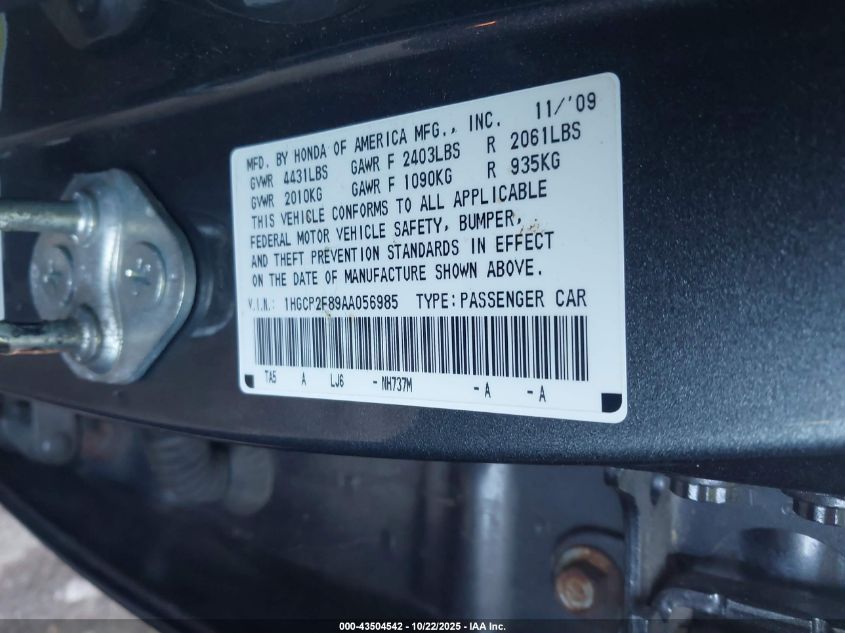 MFD. BY HONDA OF AMERICA MFG., INC. 11/'09
GVWR 4431LBS GAWR F 2403LBS R 2061LBS
GVWR 2010KG GAWR F 1090KG R 935KG
THIS VEHICLE CONFORMS TO ALL APPLICABLE
FEDERAL MOTOR VEHICLE SAFETY, BUMPER,
AND THEFT PREVENTION STANDARDS IN EFFECT
ON THE DATE OF MANUFACTURE SHOWN ABOVE.
V.I.N.: 1HGCP2F89AA056985 TYPE: PASSENGER CAR
TA5 A LJ6 -NH737M -A -A
000-43504542 - 10/22/2025 - IAA Inc.